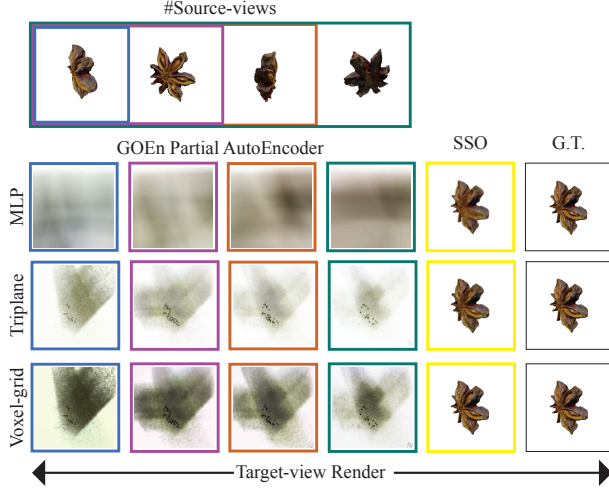 #Source-views
GOEn Partial AutoEncoder
SSO
G.T.
MLP
Triplane
Voxel-grid
Target-view Render